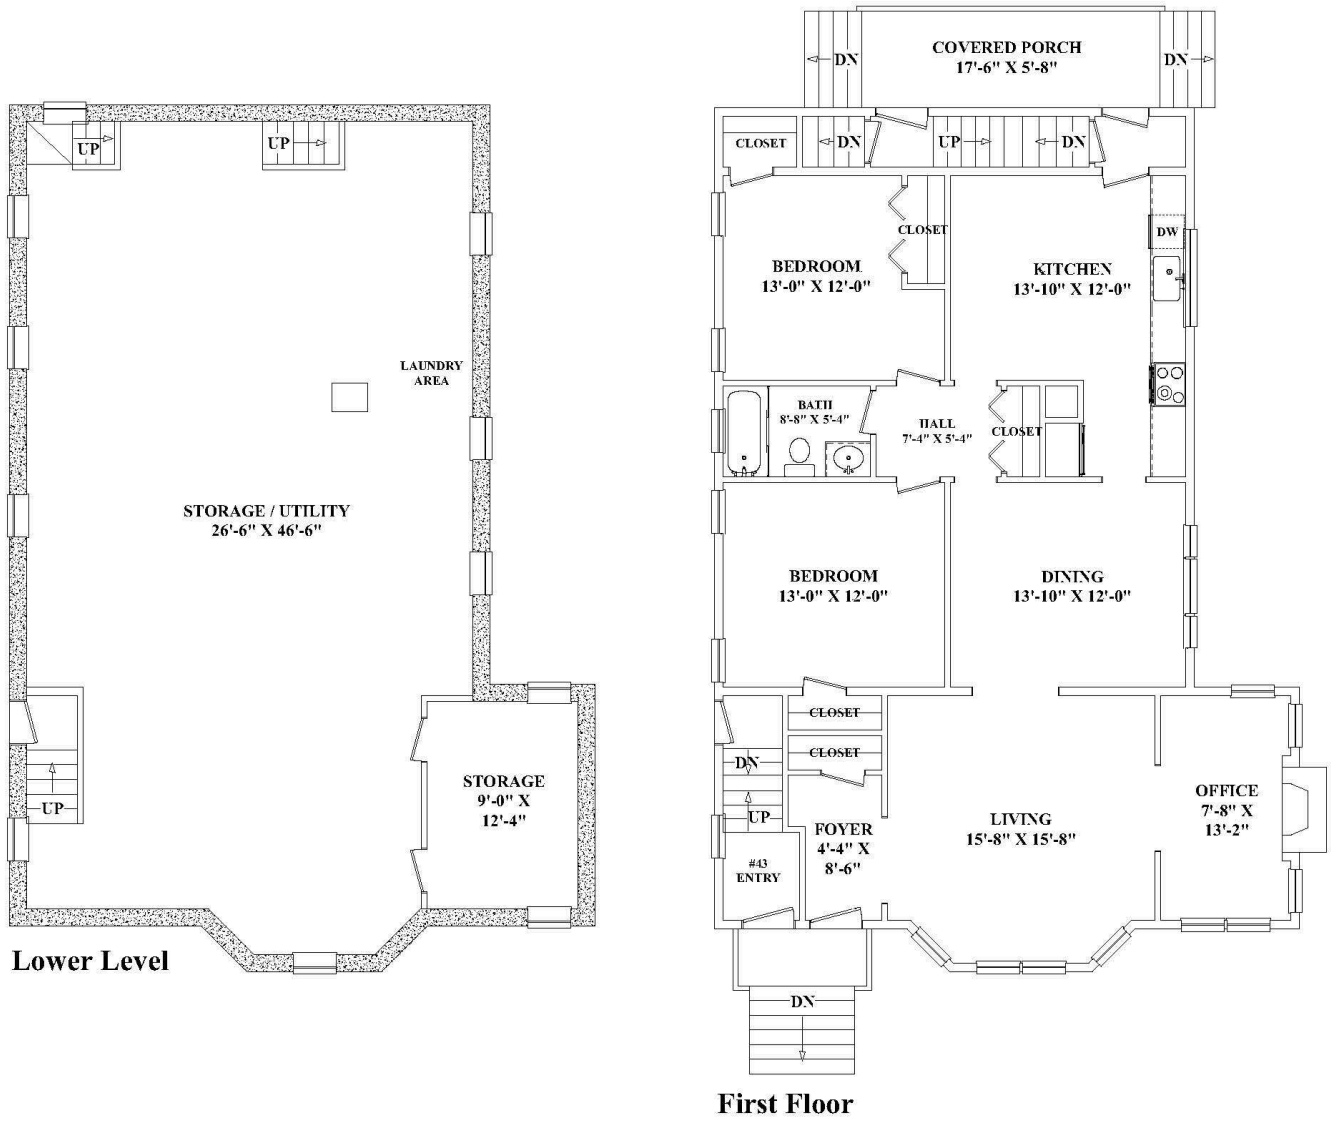 UP
UP
LAUNDRY
AREA
STORAGE / UTILITY
26'-6" X 46'-6"
UP
STORAGE
9'-0" X
12'-4"
Lower Level
DN
COVERED PORCH
17'-6" X 5'-8"
DN
CLOSET
DN
UP
DN
CLOSET
DW
BEDROOM
13'-0" X 12'-0"
KITCHEN
13'-10" X 12'-0"
BATH
8'-8" X 5'-4"
HALL
7'-4" X 5'-4"
CLOSET
BEDROOM
13'-0" X 12'-0"
DINING
13'-10" X 12'-0"
CLOSET
CLOSET
DN
UP
FOYER
4'-4" X
8'-6"
LIVING
15'-8" X 15'-8"
OFFICE
7'-8" X
13'-2"
#43
ENTRY
DN
First Floor